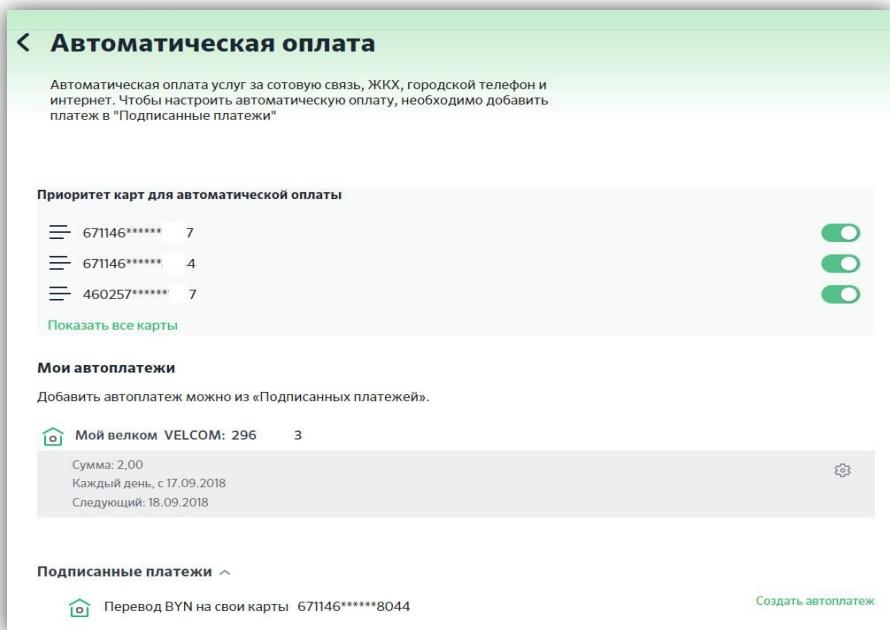 Автоматическая оплата
Автоматическая оплата услуг за сотовую связь, ЖКХ, городской телефон и
интернет. Чтобы настроить автоматическую оплату, необходимо добавить
платеж в "Подписанные платежи"
Приоритет карт для автоматической оплаты
671146****** 7
671146****** 4
460257****** 7
Показать все карты
Мои автоплатежи
Добавить автоплатеж можно из «Подписанных платежей».
Мой велком VELCOM: 296 3
Сумма: 2,00
Каждый день, с 17.09.2018
Следующий: 18.09.2018
Подписанные платежи
Перевод BYN на свои карты 671146******8044
Создать автоплатеж